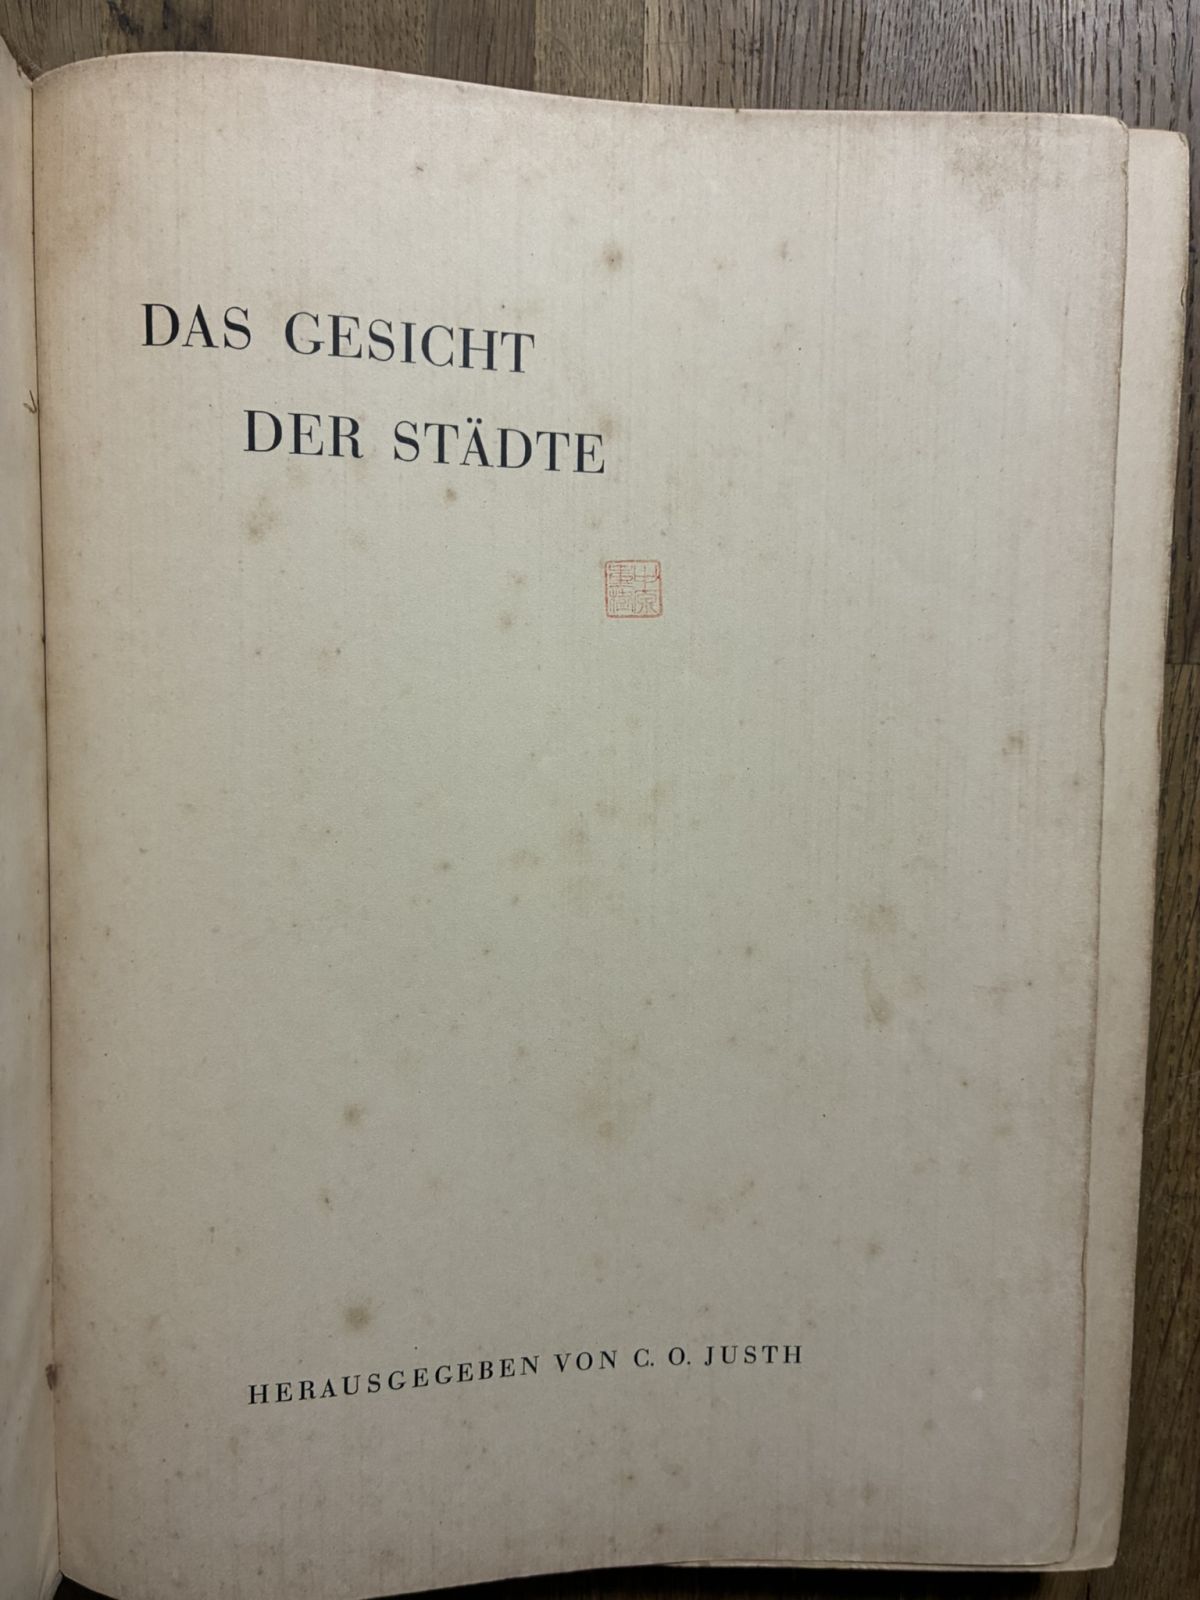 DAS GESICHT
DER STÄDTE
HERAUSGEGEBEN VON C. O. JUSTH